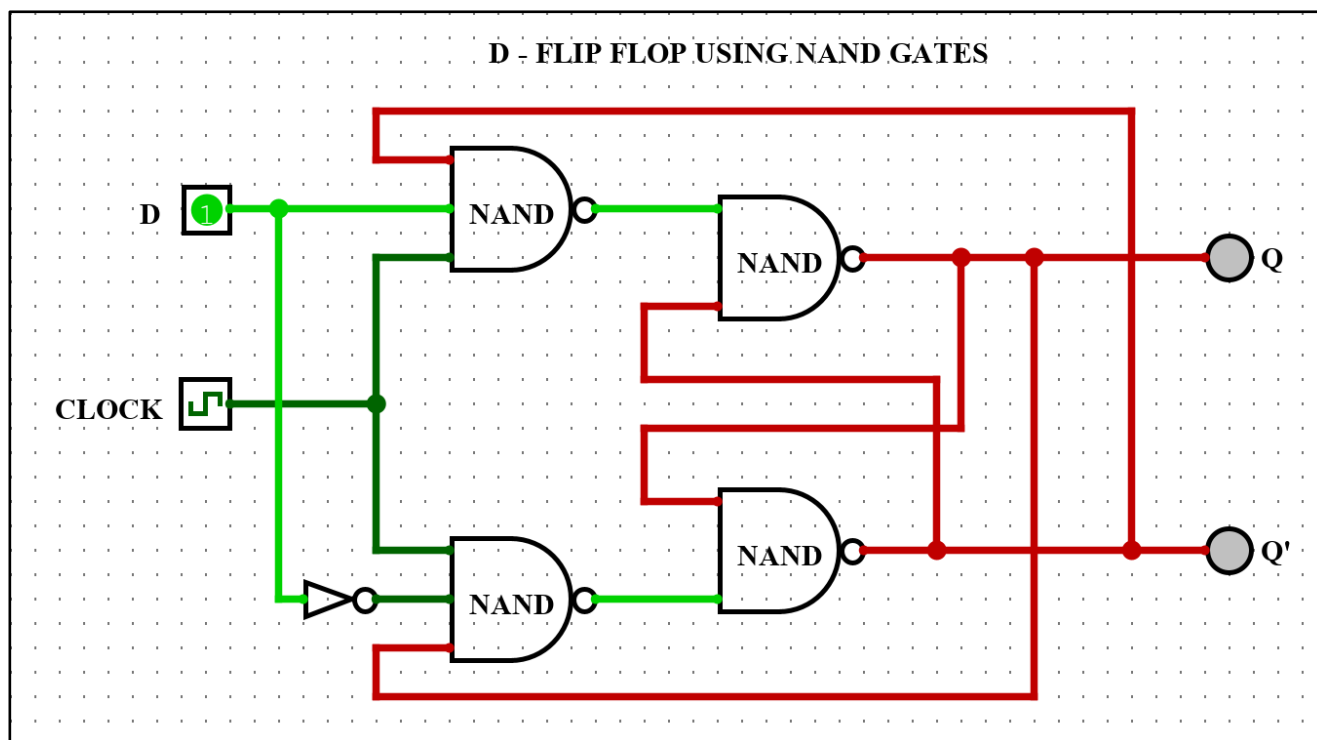 D - FLIP FLOP USING NAND GATES
NAND
D
1
NAND
Q
CLOCK
NAND
Q'
NAND